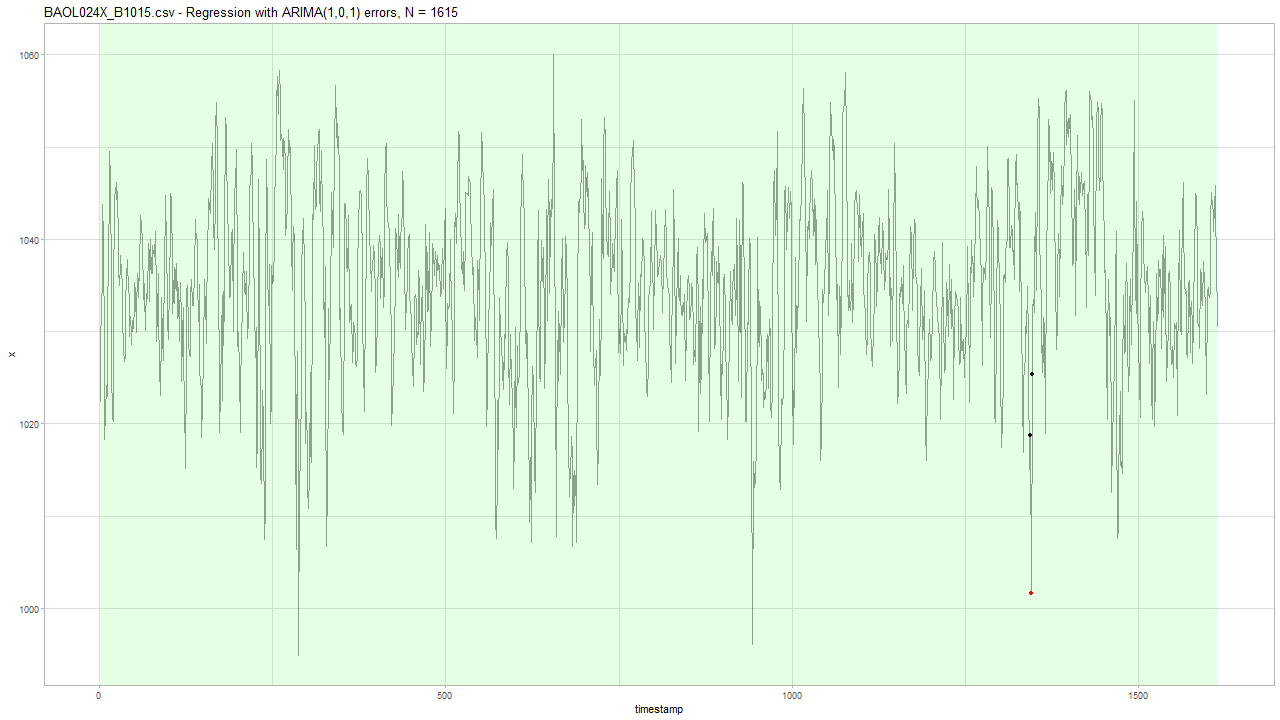 BAOL024X_B1015.csv - Regression with ARIMA(1,0,1) errors, N = 1615
1060
1040
1020
1000
x
0 500 1000 1500
timestamp